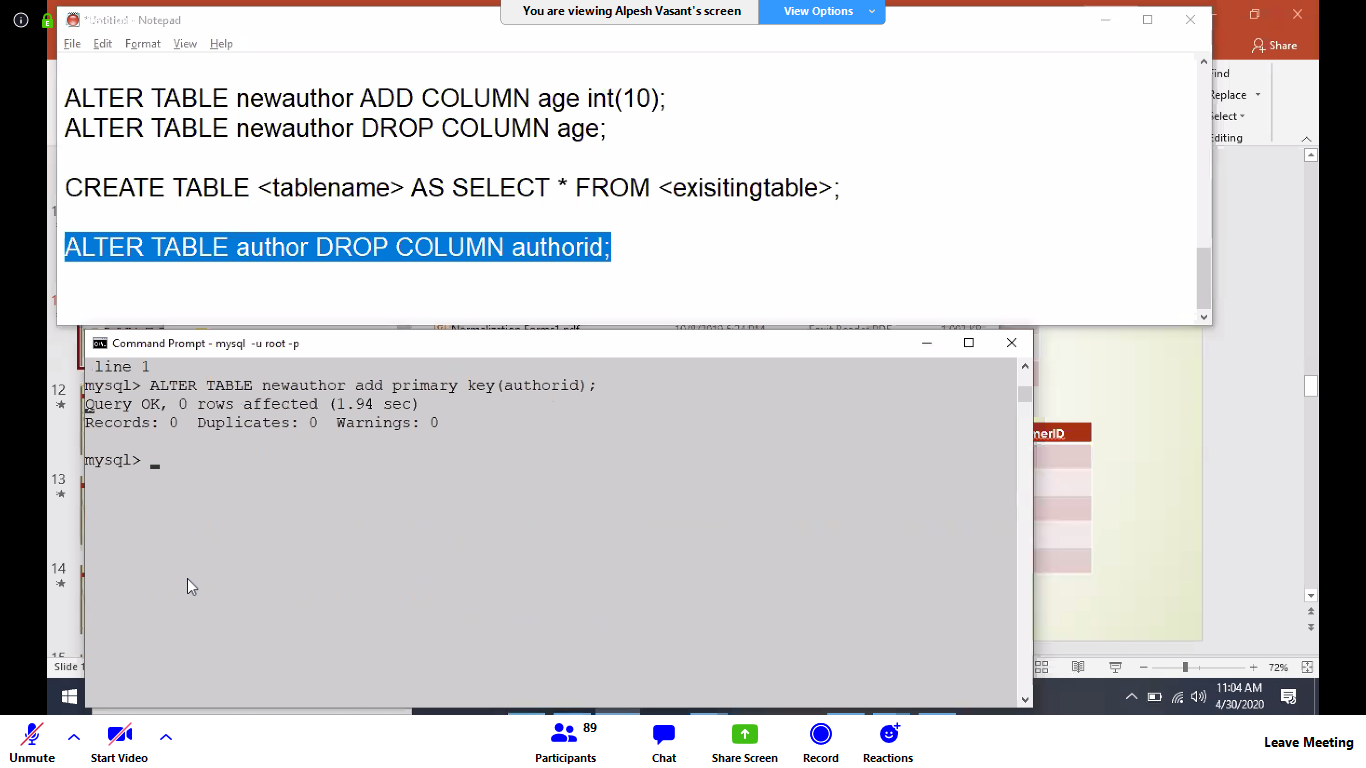 You are viewing Alpesh Vasant's screen
View Options
*Untitled - Notepad
File Edit Format View Help
Share
ALTER TABLE newauthor ADD COLUMN age int(10);
ALTER TABLE newauthor DROP COLUMN age;
CREATE TABLE <tablename> AS SELECT * FROM <exisitingtable>;
ALTER TABLE author DROP COLUMN authorid;
Find
Replace
Select
Editing
Command Prompt - mysql -u root -p
line 1
mysql> ALTER TABLE newauthor add primary key(authorid);
Query OK, 0 rows affected (1.94 sec)
Records: 0 Duplicates: 0 Warnings: 0
mysql>
merID
12
13
14
15
Slide 1
72%
11:04 AM
4/30/2020
Unmute
Start Video
Participants
89
Chat
Share Screen
Record
Reactions
Leave Meeting